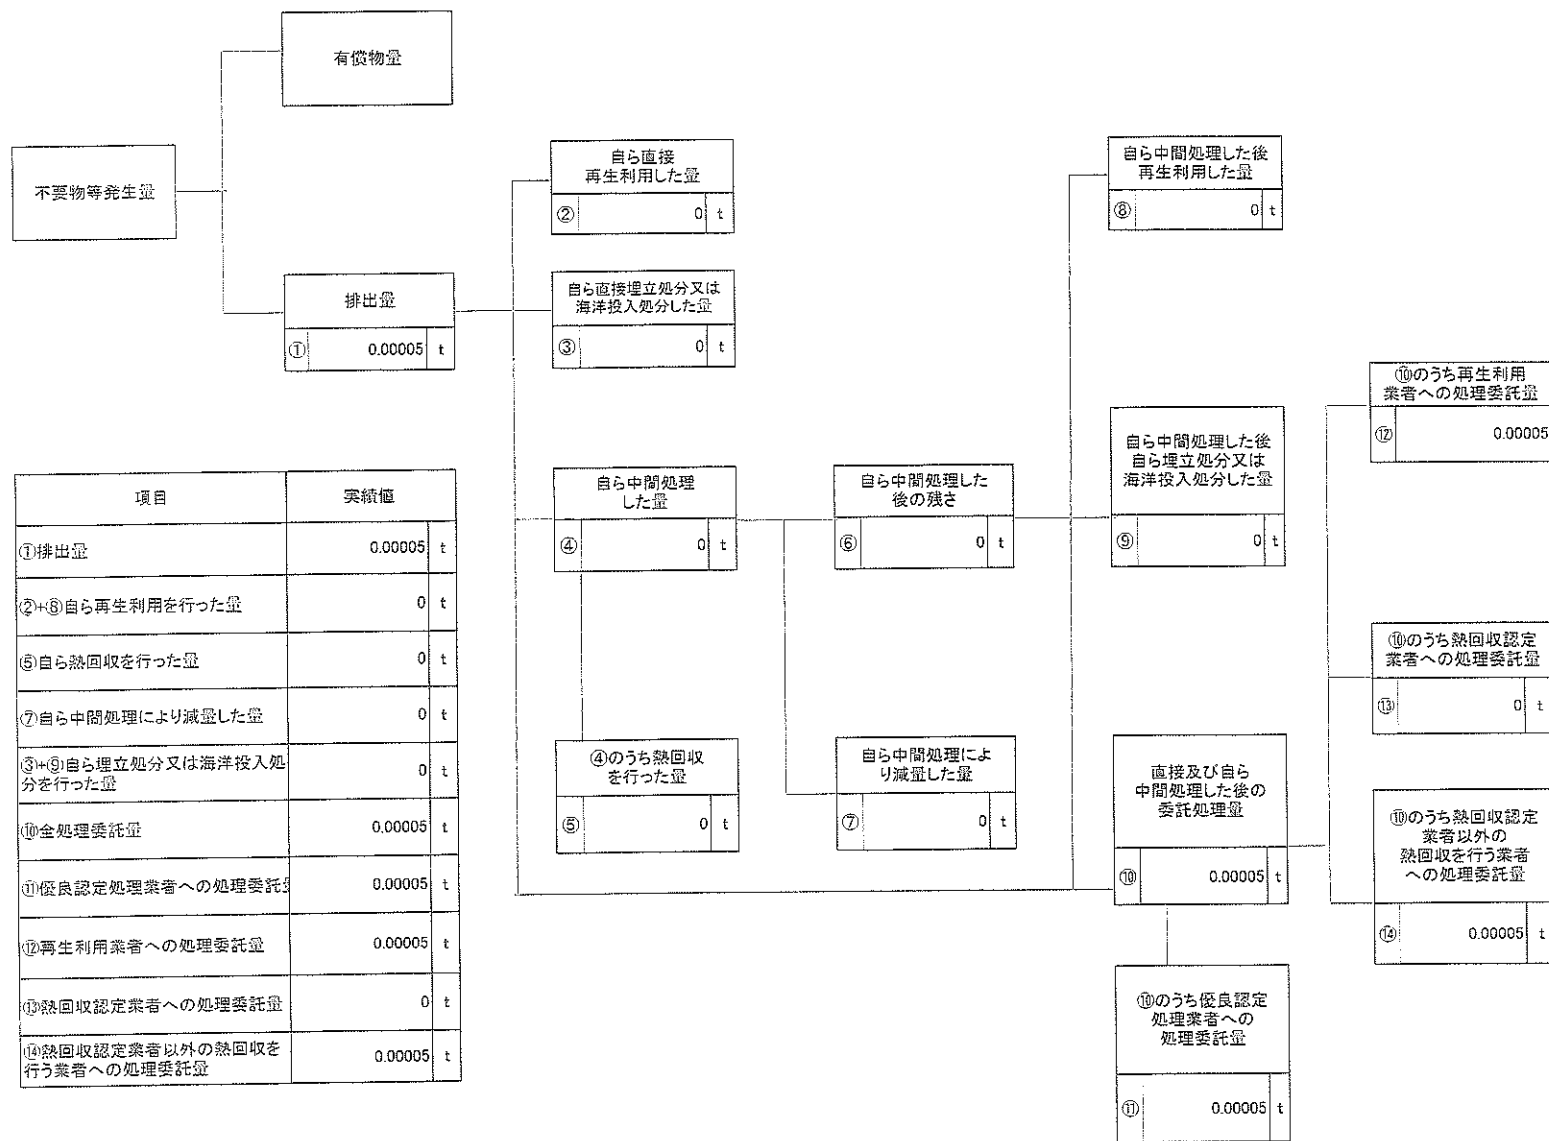 有償物量
不要物等発生量
排出量
① 0.00005 t
自ら直接
再生利用した量
② 0 t
自ら直接埋立処分又は
海洋投入処分した量
③ 0 t
自ら中間処理
した量
④ 0 t
④のうち熱回収
を行った量
⑤ 0 t
自ら中間処理した
後の残さ
⑥ 0 t
自ら中間処理によ
り減量した量
⑦ 0 t
自ら中間処理した後
再生利用した量
⑧ 0 t
自ら中間処理した後
自ら埋立処分又は
海洋投入処分した量
⑨ 0 t
直接及び自ら
中間処理した後の
委託処理量
⑩ 0.00005 t
⑩のうち優良認定
処理業者への
処理委託量
⑪ 0.00005 t
⑩のうち再生利用
業者への処理委託量
⑫ 0.00005
⑩のうち熱回収認定
業者への処理委託量
⑬ 0 t
⑩のうち熱回収認定
業者以外の
熱回収を行う業者
への処理委託量
⑭ 0.00005 t
項目 実績値
①排出量 0.00005 t
②+⑧自ら再生利用を行った量 0 t
⑤自ら熱回収を行った量 0 t
⑦自ら中間処理により減量した量 0 t
③+⑨自ら埋立処分又は海洋投入処
分を行った量 0 t
⑩全処理委託量 0.00005 t
⑪優良認定処理業者への処理委託 0.00005 t
⑫再生利用業者への処理委託量 0.00005 t
⑬熱回収認定業者への処理委託量 0 t
⑭熱回収認定業者以外の熱回収を
行う業者への処理委託量 0.00005 t